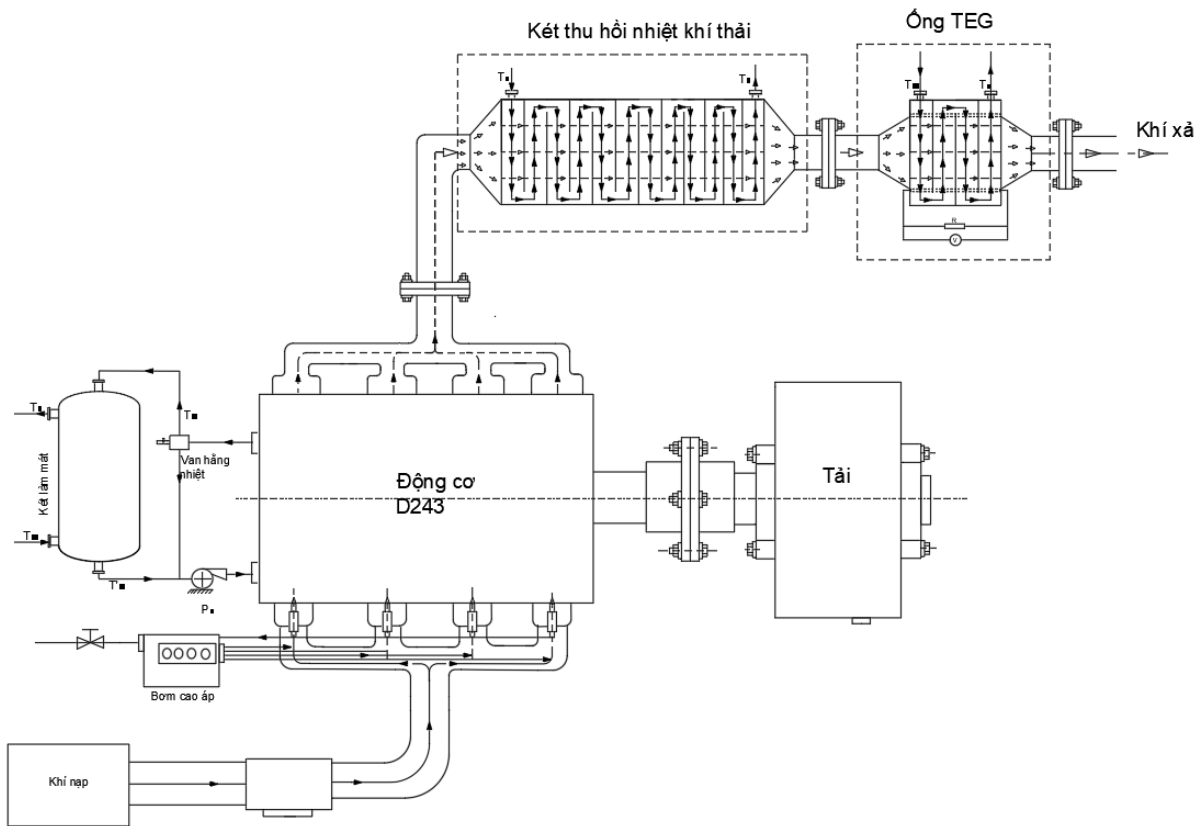 Ống TEG
Két thu hồi nhiệt khí thải
Khí xả
R
V
Két làm mát
Van hằng
nhiệt
Động cơ
D243
Tải
Bơm cao áp
Khí nạp